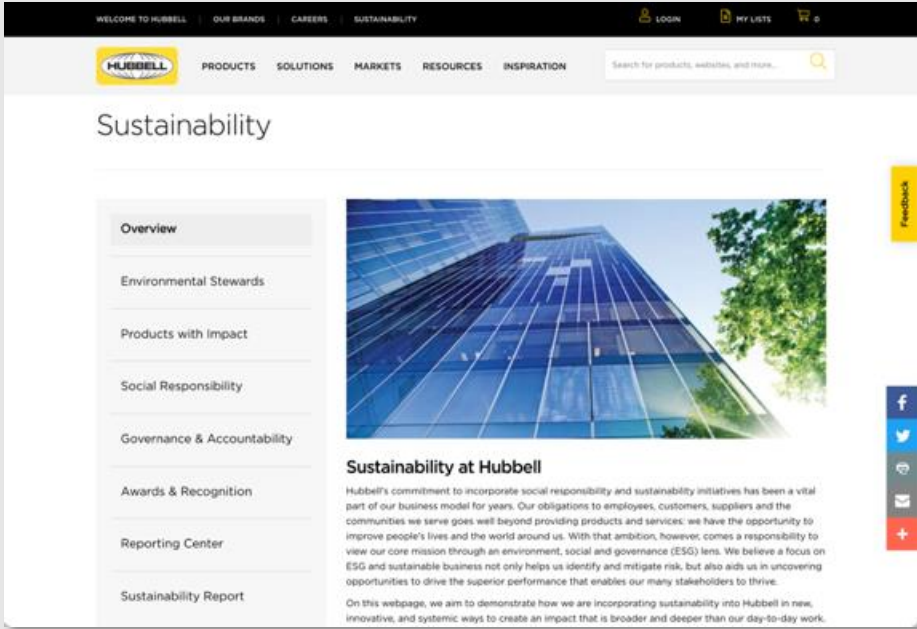 WELCOME TO HUBBELL OUR BRANDS CAREERS SUSTAINABILITY LOGIN MY LISTS 0
HUBBELL PRODUCTS SOLUTIONS MARKETS RESOURCES INSPIRATION Search for products, websites, and more...
Sustainability
Feedback
Overview
Environmental Stewards
Products with Impact
Social Responsibility
Governance & Accountability
Awards & Recognition
Reporting Center
Sustainability Report
Sustainability at Hubbell
Hubbell's commitment to incorporate social responsibility and sustainability initiatives has been a vital
part of our business model for years. Our obligations to employees, customers, suppliers and the
communities we serve goes well beyond providing products and services: we have the opportunity to
improve people's lives and the world around us. With that ambition, however, comes a responsibility to
view our core mission through an environment, social and governance (ESG) lens. We believe a focus on
ESG and sustainable business not only helps us identify and mitigate risk, but also aids us in uncovering
opportunities to drive the superior performance that enables our many stakeholders to thrive.
On this webpage, we aim to demonstrate how we are incorporating sustainability into Hubbell in new,
innovative, and systemic ways to create an impact that is broader and deeper than our day-to-day work.